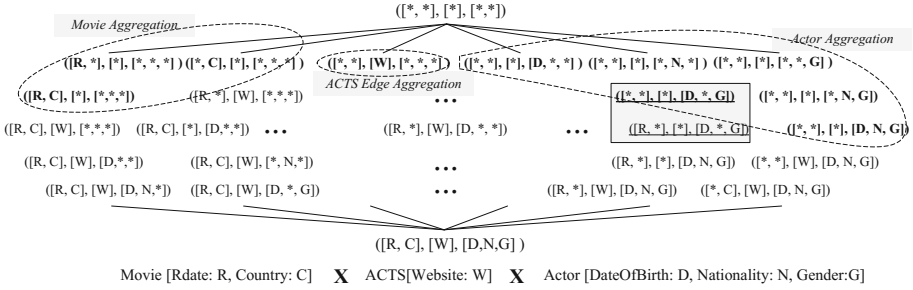 ([*, *], [*], [*,*])
Movie Aggregation
Actor Aggregation
([R, *], [*], [*, *, *] ) ([*, C], [*], [*, *, *] ) ([*, *], [W], [*, *, *] ) ([*, *], [*], [D, *, *] ) ([*, *], [*], [*, N, *] ) ([*, *], [*], [*, *, G] )
ACTS Edge Aggregation
([R, C], [*], [*,*,*]) ([R, *], [W], [*,*,*]) ... ([*, *], [*], [D, *, G]) ([*, *], [*], [*, N, G])
([R, C], [W], [*,*,*]) ([R, C], [*], [D,*,*]) ... ([R, *], [W], [D, *, *]) ... ([R, *], [*], [D, *, G]) ([*, *], [*], [D, N, G])
([R, C], [W], [D,*,*]) ([R, C], [W], [*, N,*]) ... ([R, *], [*], [D, N, G]) ([*, *], [W], [D, N, G])
([R, C], [W], [D, N,*]) ([R, C], [W], [D, *, G]) ... ([R, *], [W], [D, N, G]) ([*, C], [W], [D, N, G])
([R, C], [W], [D,N,G] )
Movie [Rdate: R, Country: C] X ACTS[Website: W] X Actor [DateOfBirth: D, Nationality: N, Gender:G]